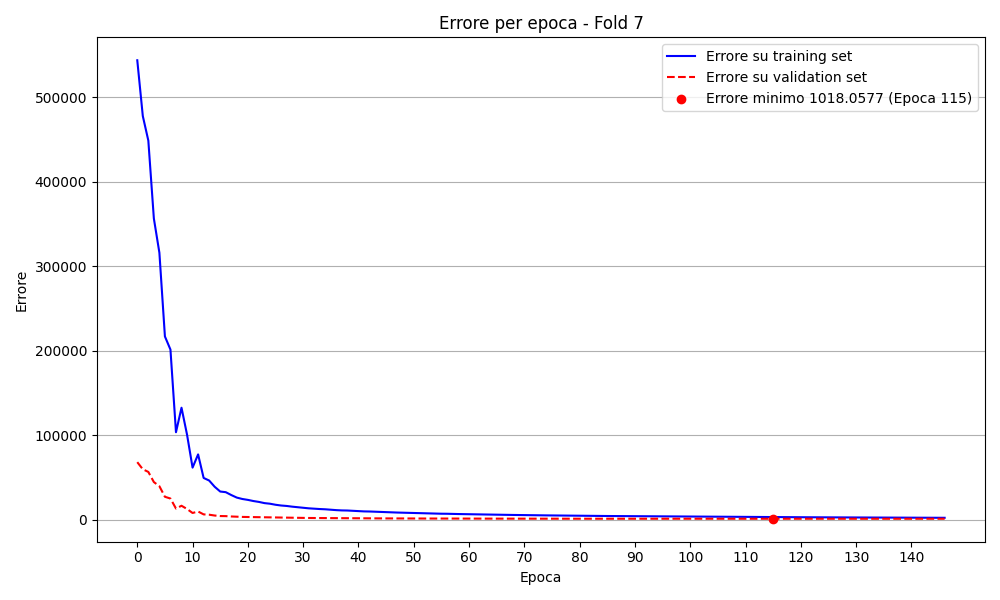 Errore per epoca - Fold 7
Errore su training set
Errore su validation set
Errore minimo 1018.0577 (Epoca 115)
Errore
500000
400000
300000
200000
100000
0
0 10 20 30 40 50 60 70 80 90 100 110 120 130 140
Epoca